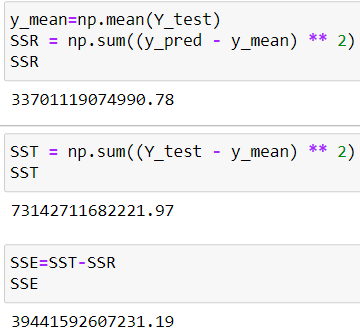 y_mean=np.mean(Y_test)
SSR = np.sum((y_pred - y_mean) ** 2)
SSR
33701119074990.78
SST = np.sum((Y_test - y_mean) ** 2)
SST
73142711682221.97
SSE=SST-SSR
SSE
39441592607231.19